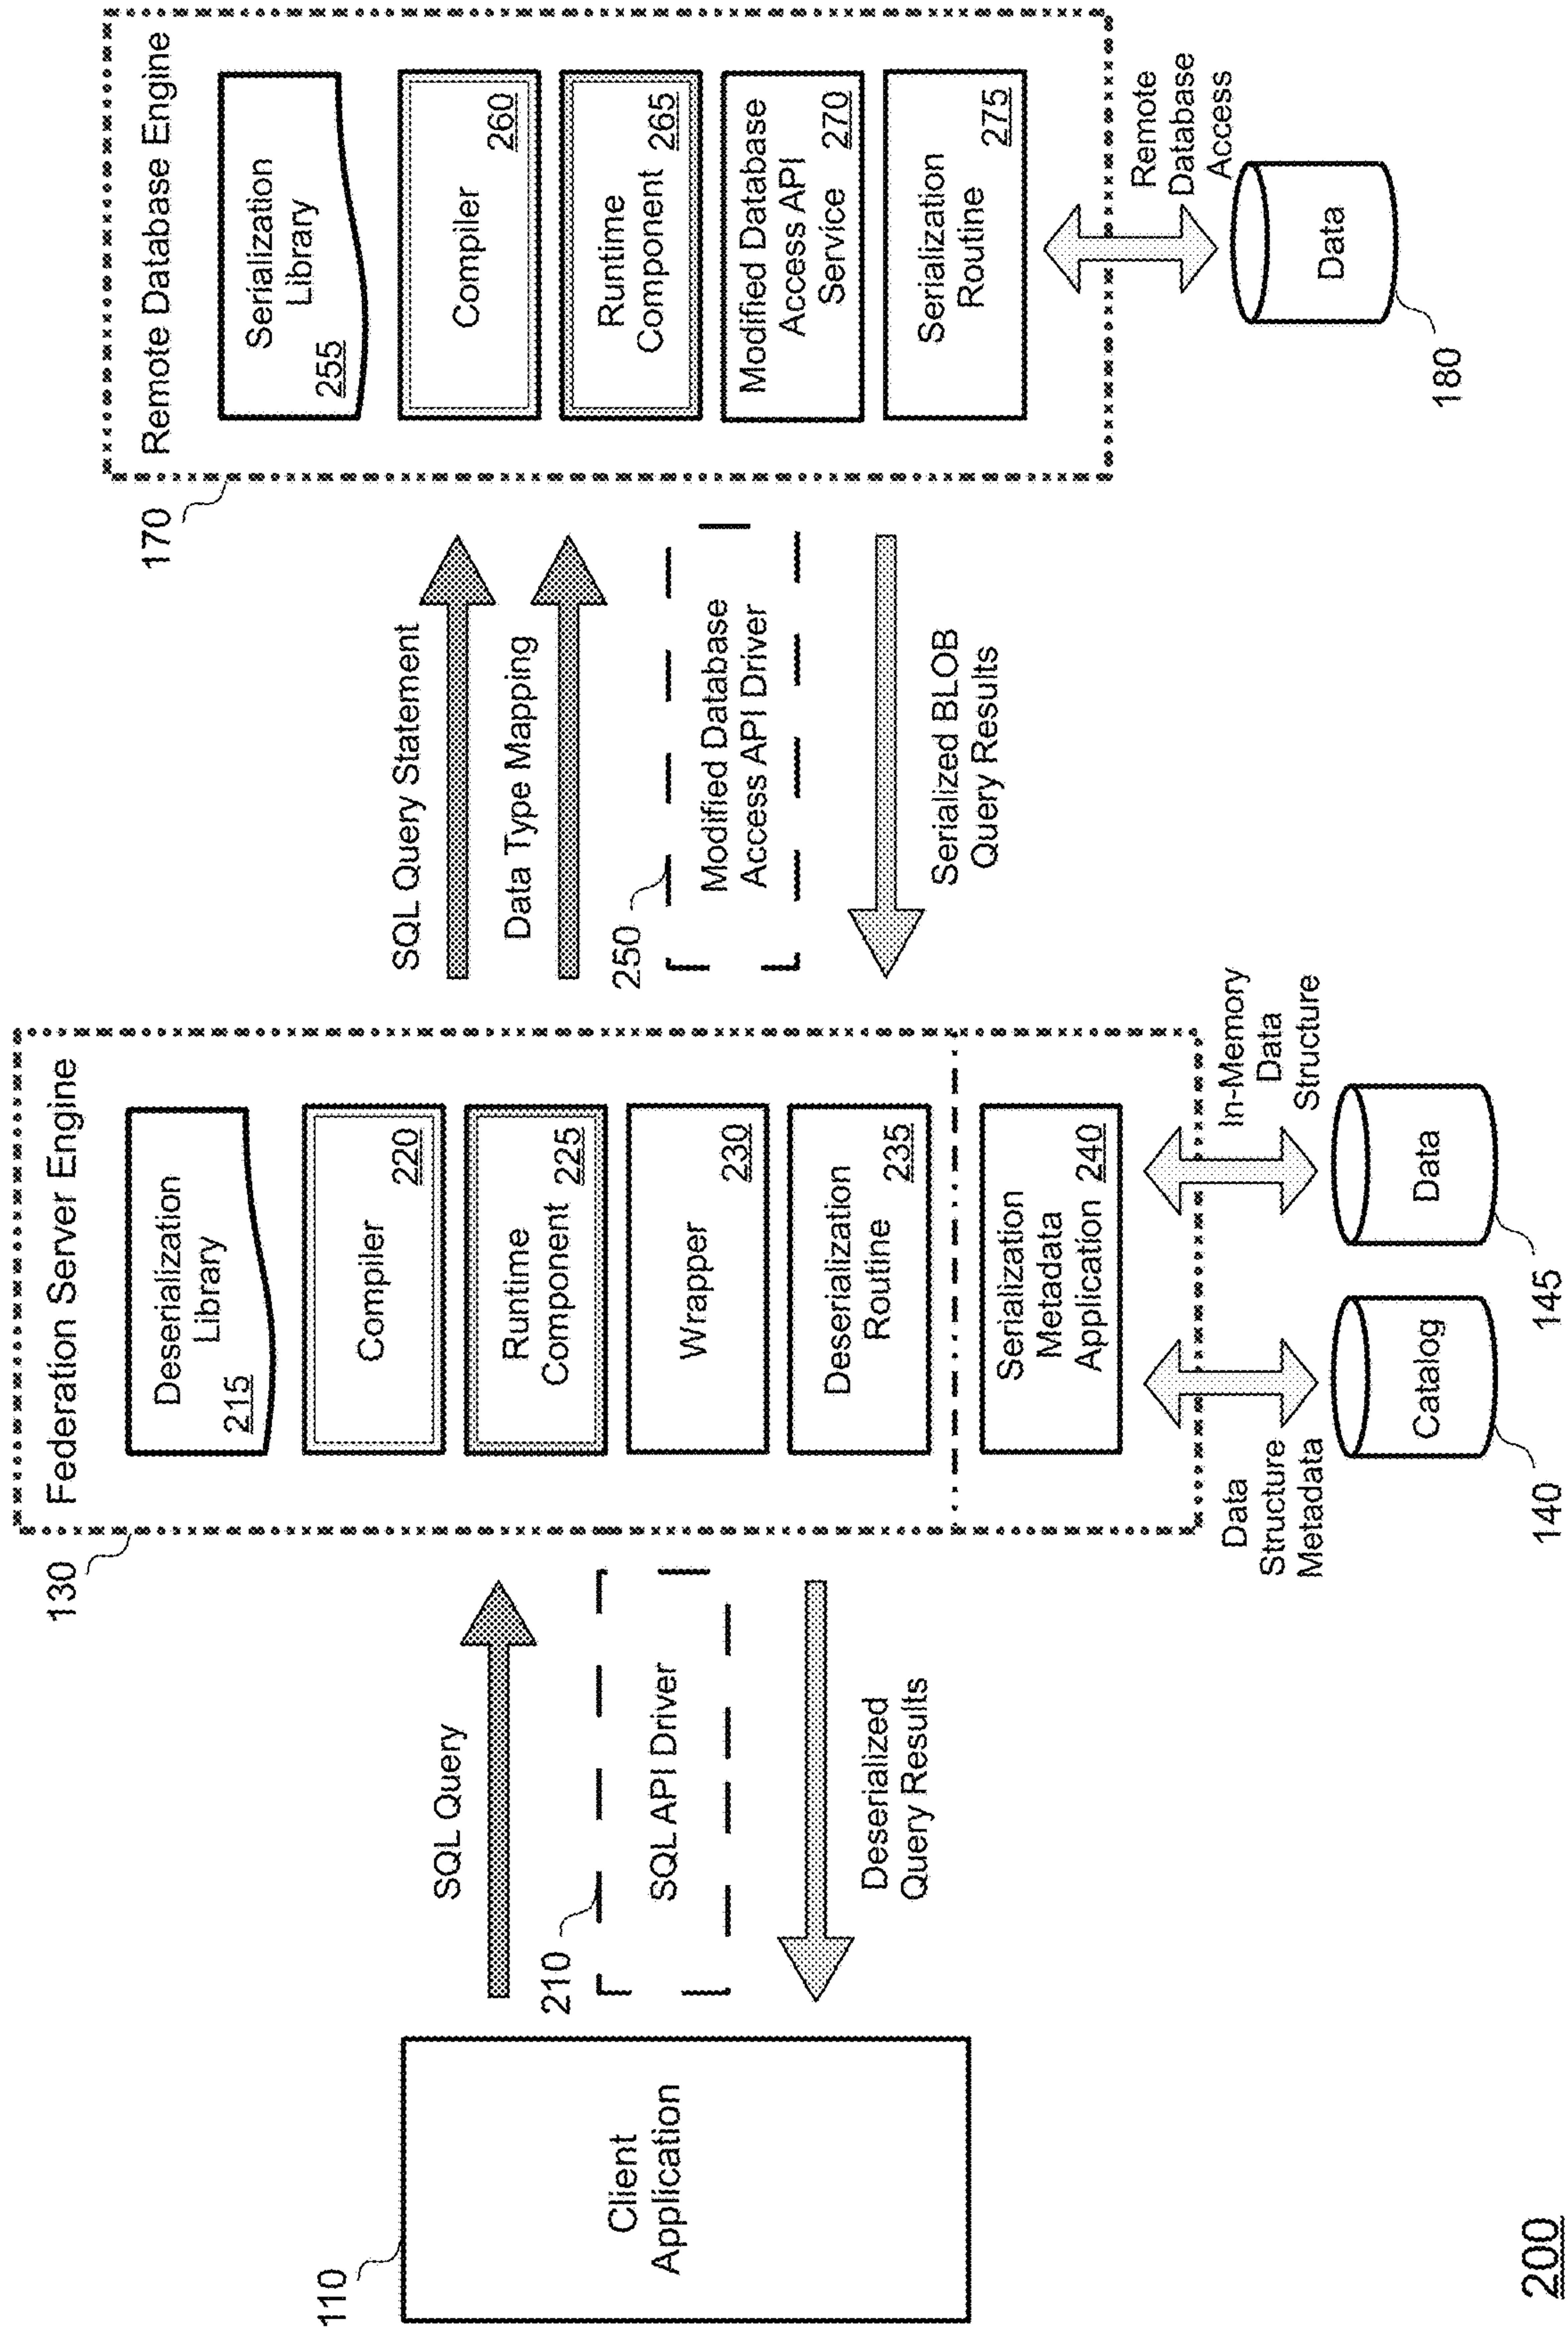 110
Client
Application
SQL Query
210
SQL API Driver
Deserialized
Query Results
130
Federation Server Engine
Deserialization
Library
215
Compiler
220
Runtime
Component
225
Wrapper
230
Deserialization
Routine
235
Serialization
Metadata
Application
240
Data
Structure
Metadata
In-Memory
Data
Structure
Catalog
140
Data
145
SQL Query Statement
Data Type Mapping
250
Modified Database
Access API Driver
Serialized BLOB
Query Results
170
Remote Database Engine
Serialization
Library
255
Compiler
260
Runtime
Component
265
Modified Database
Access API
Service
270
Serialization
Routine
275
Remote
Database
Access
Data
180
200